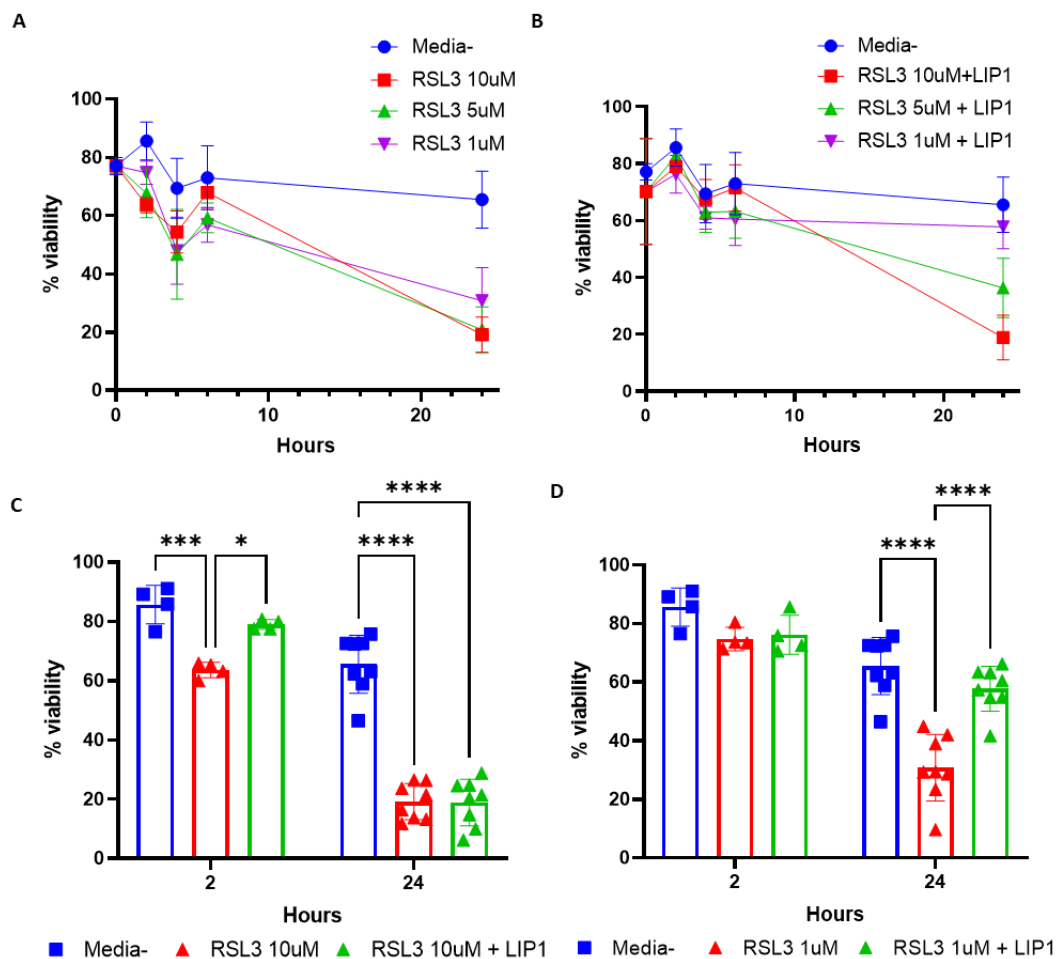 A
Media-
RSL3 10uM
RSL3 5uM
RSL3 1uM
100
80
60
40
20
0
% viability
0
10
20
Hours
B
Media-
RSL3 10uM+LIP1
RSL3 5uM + LIP1
RSL3 1uM + LIP1
100
80
60
40
20
0
% viability
0
10
20
Hours
C
****
*** * ****
100
80
60
40
20
0
% viability
2
24
Hours
Media- RSL3 10uM RSL3 10uM + LIP1
D
****
****
100
80
60
40
20
0
% viability
2
24
Hours
Media- RSL3 1uM RSL3 1uM + LIP1